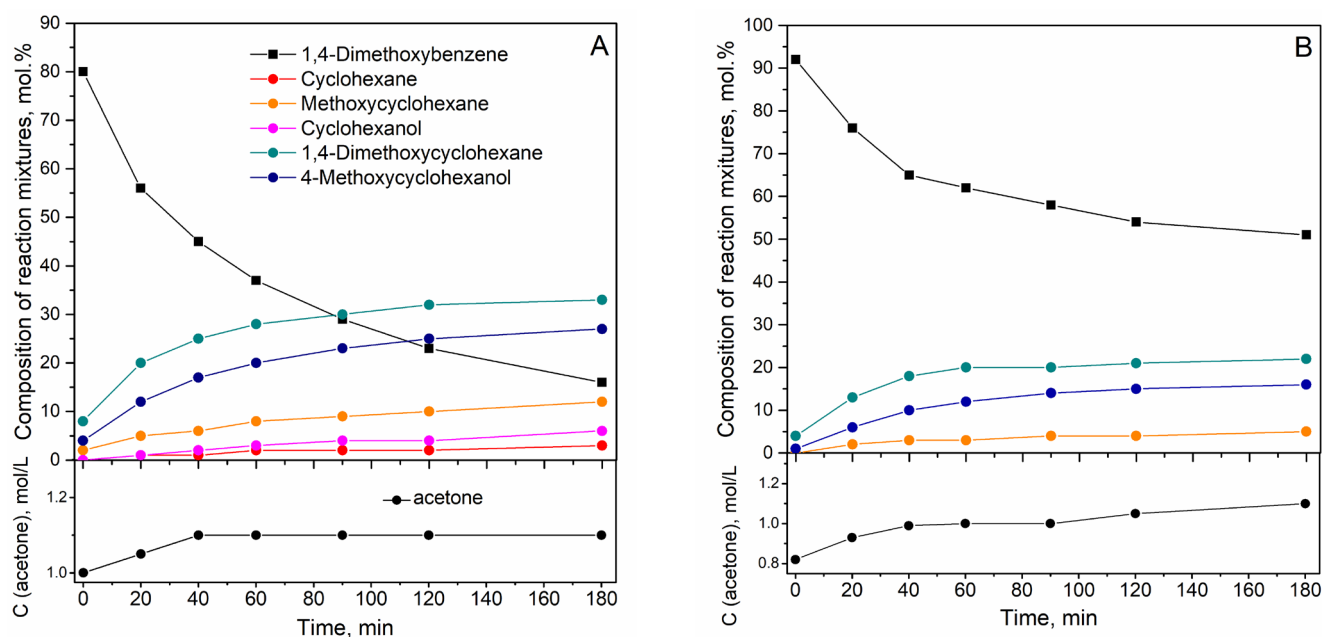 A
Composition of reaction mixtures, mol.%
90
80
70
60
50
40
30
20
10
0
1,4-Dimethoxybenzene
Cyclohexane
Methoxycyclohexane
Cyclohexanol
1,4-Dimethoxycyclohexane
4-Methoxycyclohexanol
C (acetone), mol/L
1.2
1.0
acetone
0 20 40 60 80 100 120 140 160 180
Time, min
B
Composition of reaction mixtures, mol.%
100
90
80
70
60
50
40
30
20
10
0
C (acetone), mol/L
1.2
1.0
0.8
0 20 40 60 80 100 120 140 160 180
Time, min